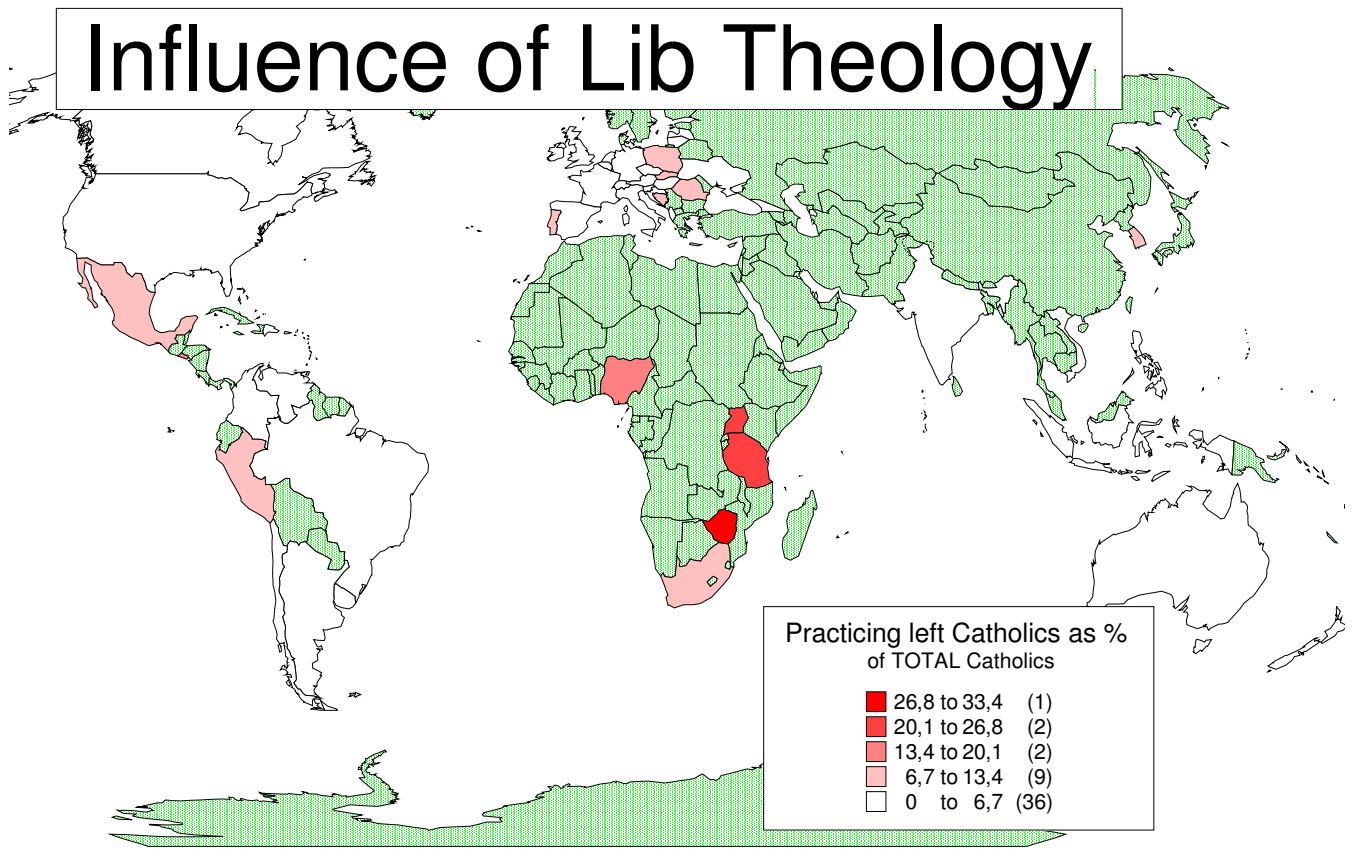 Influence of Lib Theology
Practicing left Catholics as %
of TOTAL Catholics
26,8 to 33,4 (1)
20,1 to 26,8 (2)
13,4 to 20,1 (2)
6,7 to 13,4 (9)
0 to 6,7 (36)